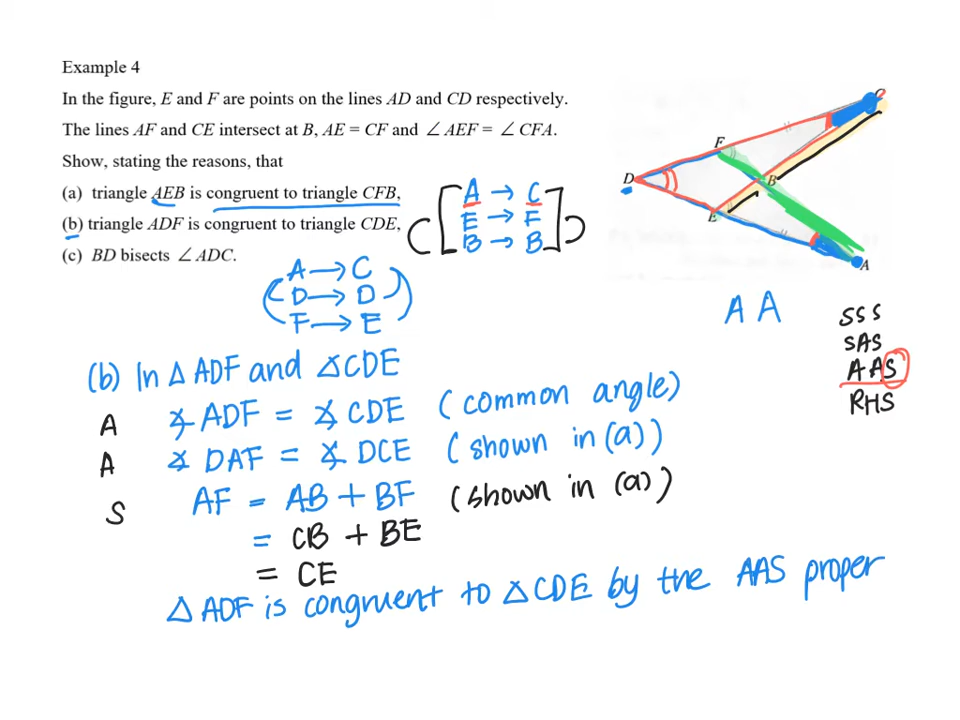 Example 4
In the figure, E and F are points on the lines AD and CD respectively.
The lines AF and CE intersect at B, AE = CF and ∠ AEF = ∠ CFA.
Show, stating the reasons, that
(a) triangle AEB is congruent to triangle CFB,
(b) triangle ADF is congruent to triangle CDE,
(c) BD bisects ∠ ADC.
A → C
E → F
B → B
A → C
D → D
F → E
C
F
D
B
E
A
A A
SSS
SAS
AAS
RHS
(b) In △ ADF and △CDE
A ∡ ADF = ∡ CDE (common angle)
A ∡ DAF = ∡ DCE (shown in (a))
S AF = AB + BF (shown in (a))
= CB + BE
= CE
△ ADF is congruent to △ CDE by the AAS proper